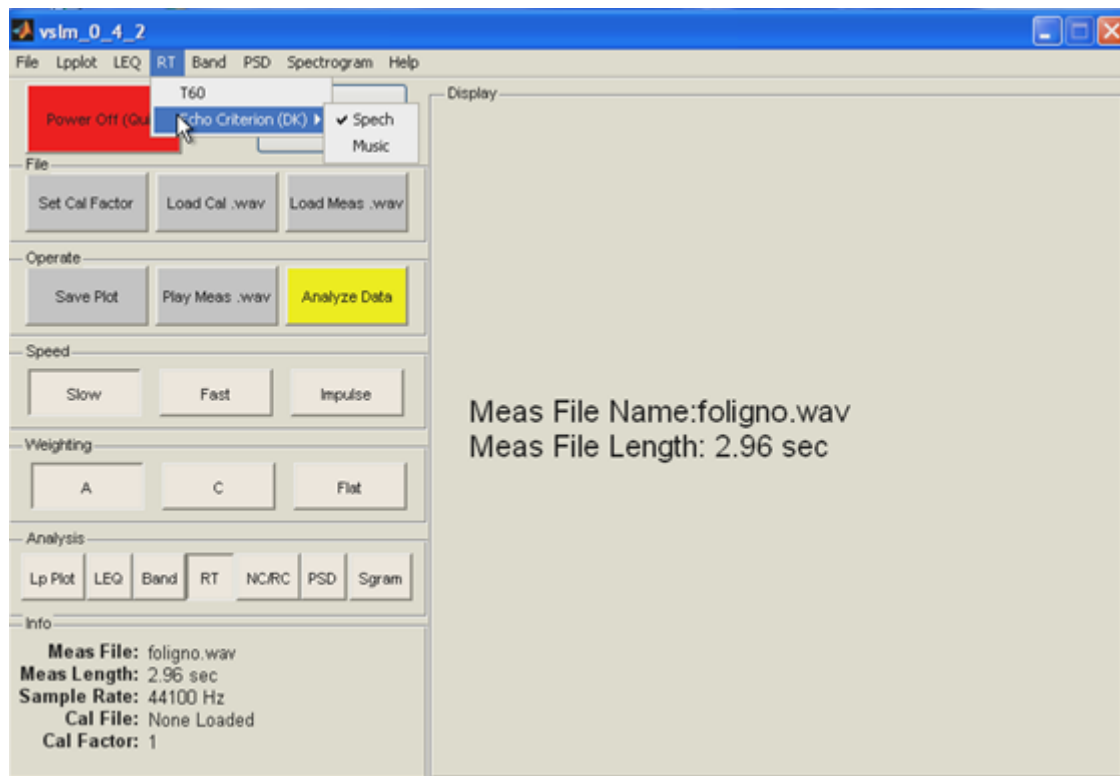 vslm_0_4_2
File Lpplot LEQ RT Band PSD Spectrogram Help
T60
Echo Criterion (DK)
Spech
Music
Power Off
Display
File
Set Cal Factor Load Cal .wav Load Meas .wav
Operate
Save Plot Play Meas .wav Analyze Data
Speed
Slow Fast Impulse
Meas File Name:foligno.wav
Meas File Length: 2.96 sec
Weighting
A C Flat
Analysis
Lp Plot LEQ Band RT NC/RC PSD Sgram
Info
Meas File: foligno.wav
Meas Length: 2.96 sec
Sample Rate: 44100 Hz
Cal File: None Loaded
Cal Factor: 1